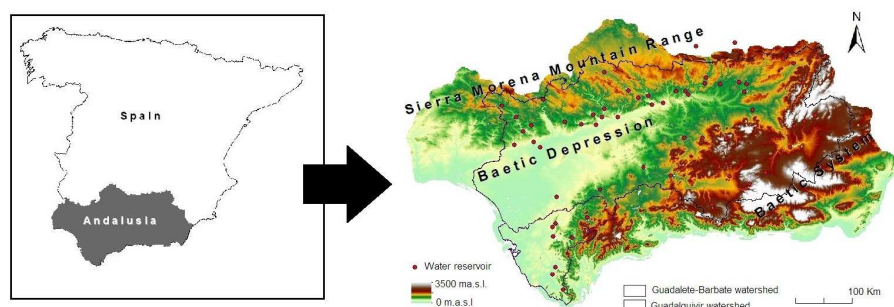 Spain
Andalusia
Sierra Morena Mountain Range
Baetic Depression
Baetic System
N
Water reservoir
3500 ma.s.l.
0 m.a.s.l
Guadalete-Barbate watershed
Guadalquivir watershed
100 Km